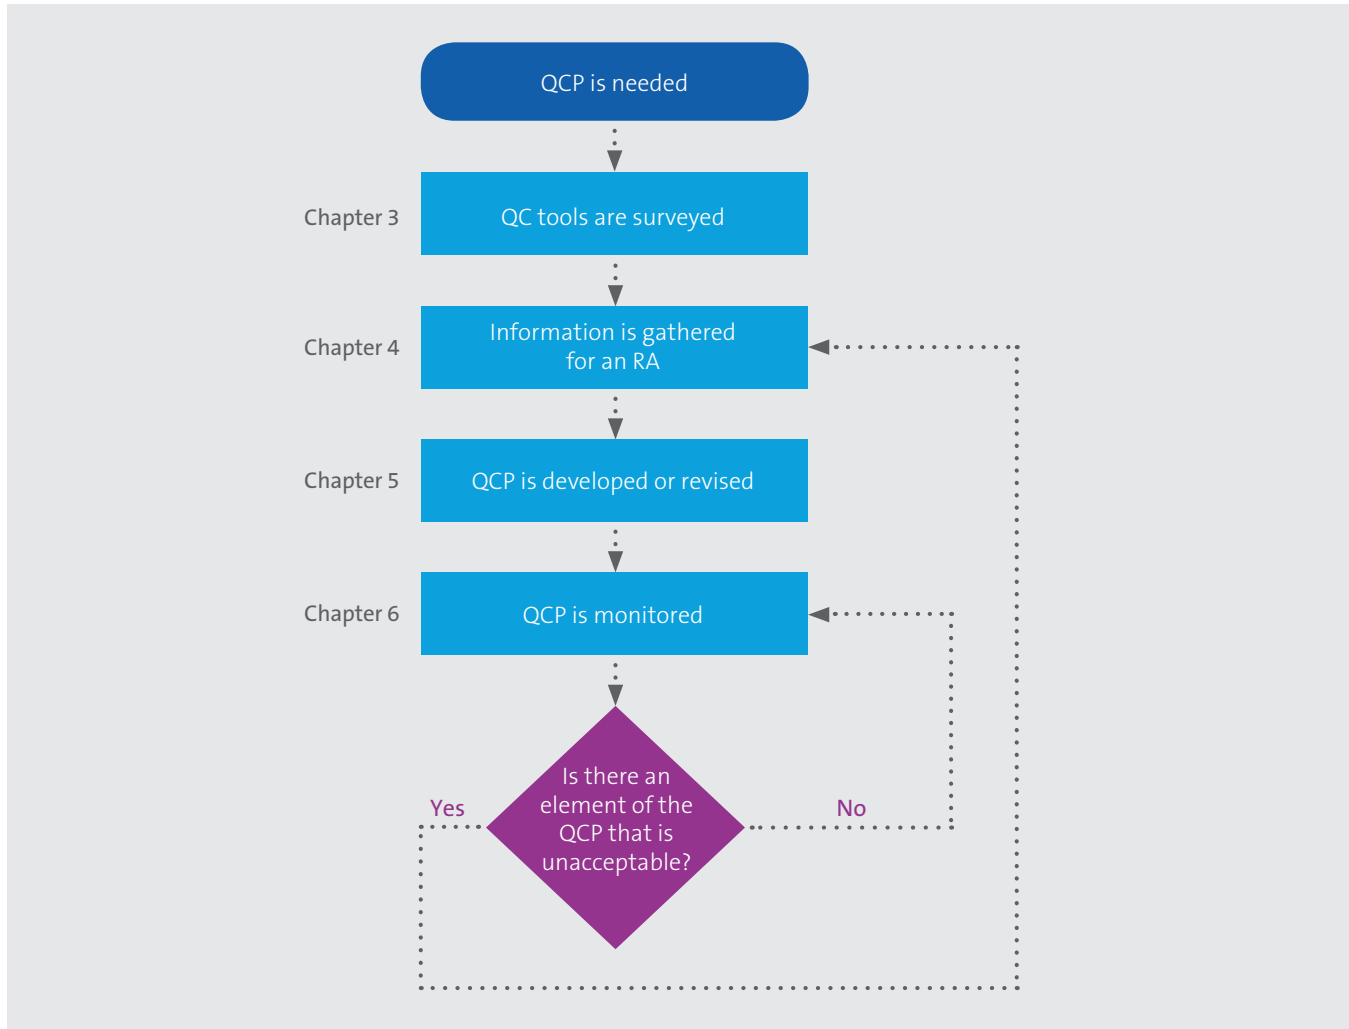 QCP is needed
Chapter 3
QC tools are surveyed
Chapter 4
Information is gathered
for an RA
Chapter 5
QCP is developed or revised
Chapter 6
QCP is monitored
Is there an
element of the
QCP that is
unacceptable?
Yes
No